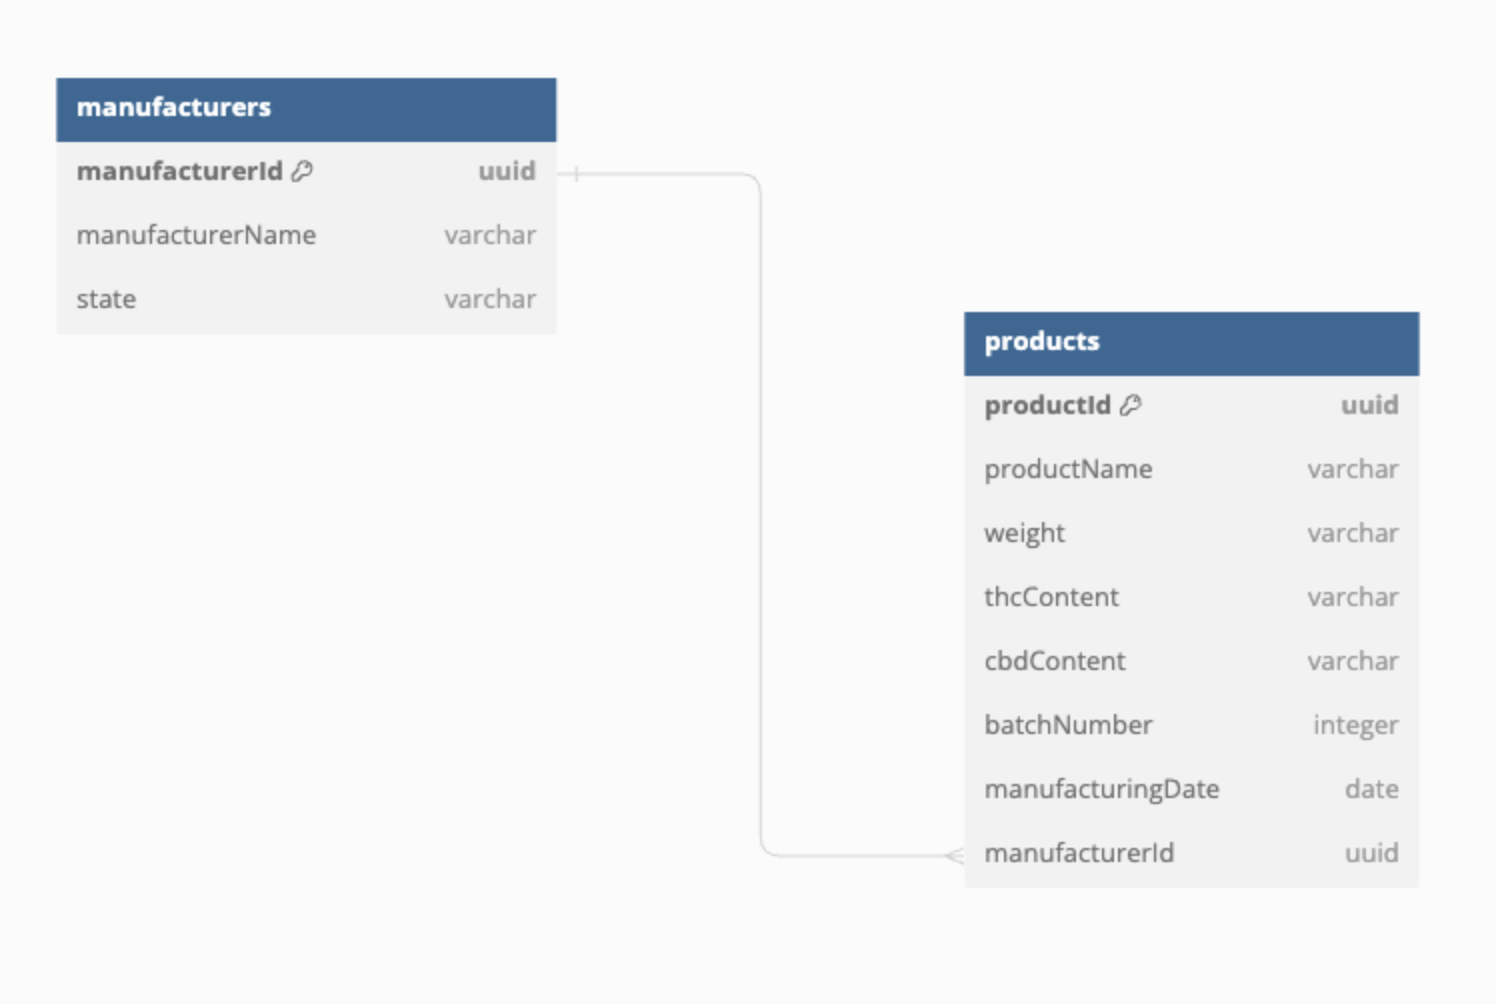 manufacturers
manufacturerId uuid
manufacturerName varchar
state varchar
products
productId uuid
productName varchar
weight varchar
thcContent varchar
cbdContent varchar
batchNumber integer
manufacturingDate date
manufacturerId uuid